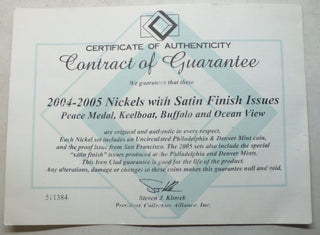 CERTIFICATE OF AUTHENTICITY
Contract of Guarantee
We guarantee that these
2004-2005 Nickels with Satin Finish Issues
Peace Medal, Keelboat, Buffalo and Ocean View
are original and authentic in every respect.
Each Nickel set includes an Uncirculated Philadelphia & Denver Mint coin,
and the proof issue from San Francisco. The 2005 sets also include the special
"satin finish" issues produced at the Philadelphia and Denver Mints.
This Iron Clad guarantee is good for the life of the product.
Any alterations, damage or changes to these coins makes this guarantee null and void.
511384
Steven J.
President, Collectors Alliance, Inc.